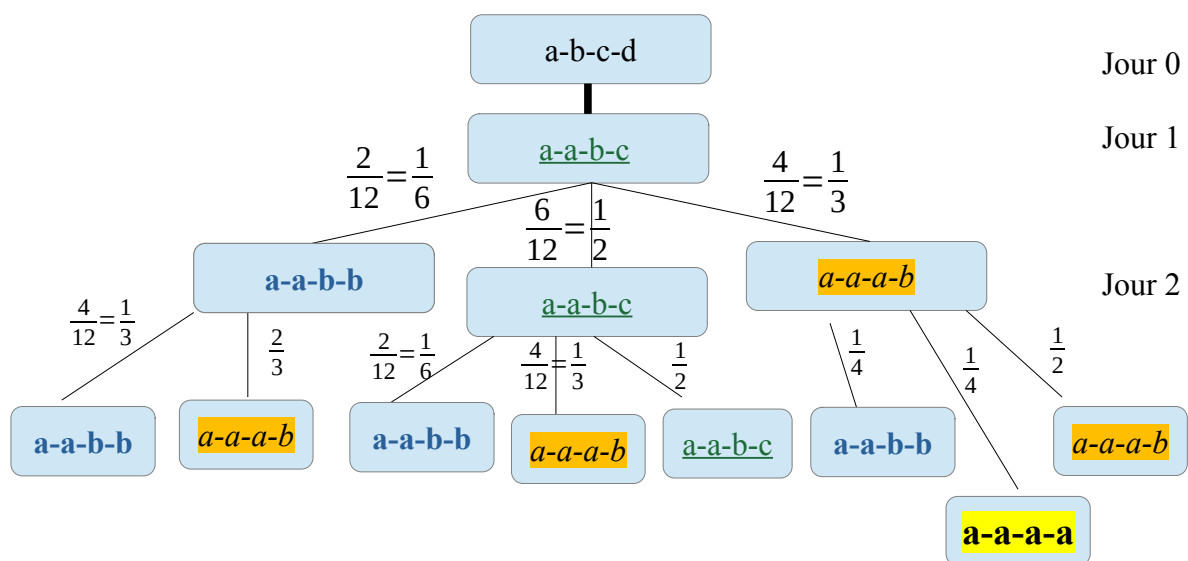 a-b-c-d
Jour 0
a-a-b-c
Jour 1
2/12=1/6
6/12=1/2
4/12=1/3
a-a-b-b
a-a-b-c
a-a-a-b
Jour 2
4/12=1/3
2/3
2/12=1/6
4/12=1/3
1/2
1/4
1/4
1/2
a-a-b-b
a-a-a-b
a-a-b-b
a-a-a-b
a-a-b-c
a-a-b-b
a-a-a-b
a-a-a-a